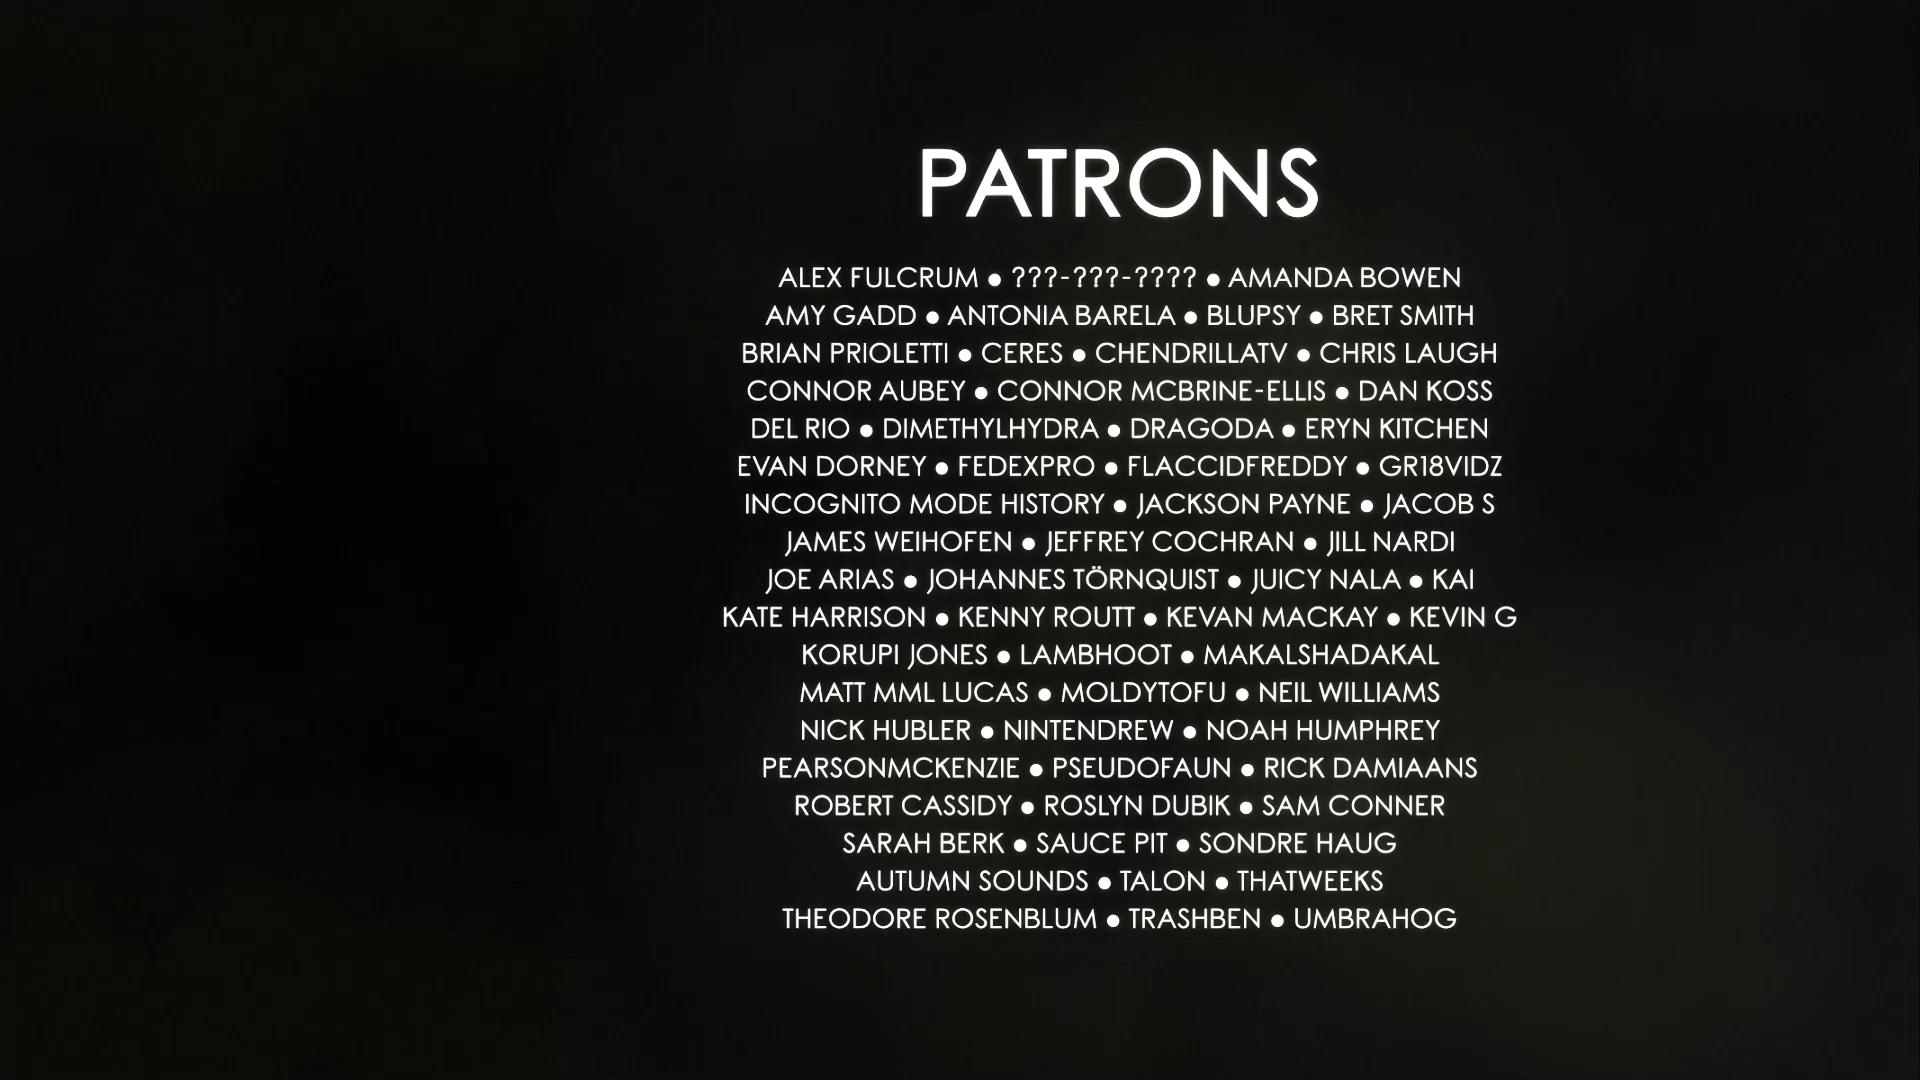 PATRONS
ALEX FULCRUM ● ???-???-???? ● AMANDA BOWEN
AMY GADD ● ANTONIA BARELA ● BLUPSY ● BRET SMITH
BRIAN PRIOLETTI ● CERES ● CHENDRILLATV ● CHRIS LAUGH
CONNOR AUBEY ● CONNOR MCBRINE-ELLIS ● DAN KOSS
DEL RIO ● DIMETHYLHYDRA ● DRAGODA ● ERYN KITCHEN
EVAN DORNEY ● FEDEXPRO ● FLACCIDFREDDY ● GR18VIDZ
INCOGNITO MODE HISTORY ● JACKSON PAYNE ● JACOB S
JAMES WEIHOFEN ● JEFFREY COCHRAN ● JILL NARDI
JOE ARIAS ● JOHANNES TÖRNQUIST ● JUICY NALA ● KAI
KATE HARRISON ● KENNY ROUTT ● KEVAN MACKAY ● KEVIN G
KORUPI JONES ● LAMBHOOT ● MAKALSHADAKAL
MATT MML LUCAS ● MOLDYTOFU ● NEIL WILLIAMS
NICK HUBLER ● NINTENDREW ● NOAH HUMPHREY
PEARSONMCKENZIE ● PSEUDOFAUN ● RICK DAMIAANS
ROBERT CASSIDY ● ROSLYN DUBIK ● SAM CONNER
SARAH BERK ● SAUCE PIT ● SONDRE HAUG
AUTUMN SOUNDS ● TALON ● THATWEEKS
THEODORE ROSENBLUM ● TRASHBEN ● UMBRAHOG